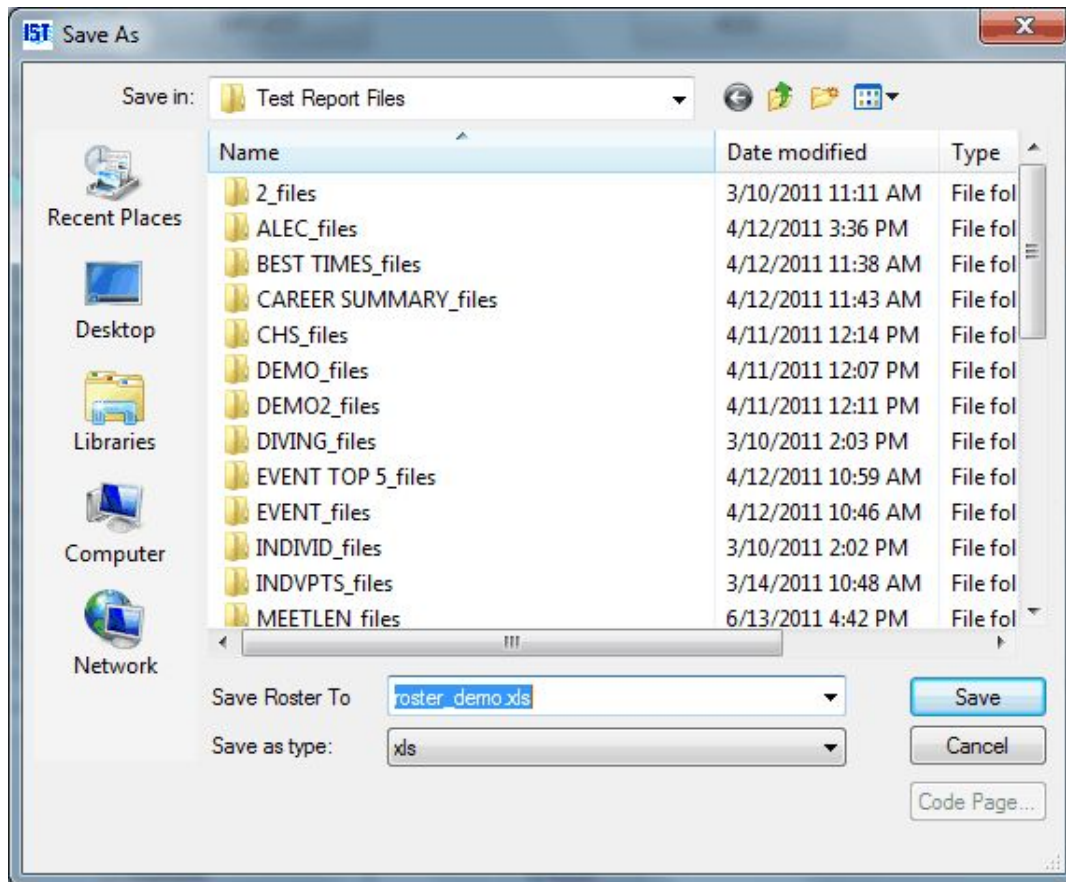 IST Save As
Save in: Test Report Files
Name Date modified Type
2_files 3/10/2011 11:11 AM File fol
ALEC_files 4/12/2011 3:36 PM File fol
BEST TIMES_files 4/12/2011 11:38 AM File fol
CAREER SUMMARY_files 4/12/2011 11:43 AM File fol
CHS_files 4/11/2011 12:14 PM File fol
DEMO_files 4/11/2011 12:07 PM File fol
DEMO2_files 4/11/2011 12:11 PM File fol
DIVING_files 3/10/2011 2:03 PM File fol
EVENT TOP 5_files 4/12/2011 10:59 AM File fol
EVENT_files 4/12/2011 10:46 AM File fol
INDIVID_files 3/10/2011 2:02 PM File fol
INDVPTS_files 3/14/2011 10:48 AM File fol
MEETLEN_files 6/13/2011 4:42 PM File fol
Recent Places
Desktop
Libraries
Computer
Network
Save Roster To roster_demo.xls Save
Save as type: xls Cancel
Code Page...